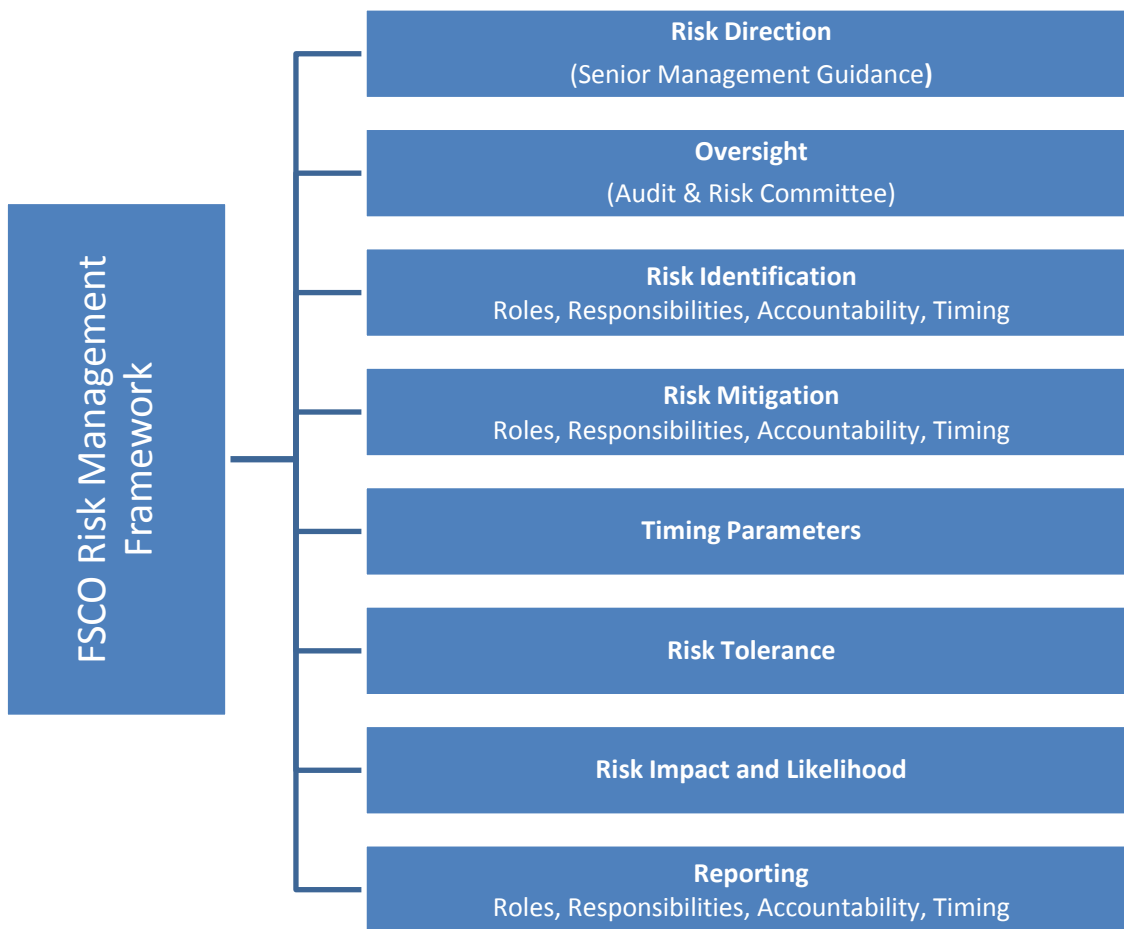 FSCO Risk Management
Framework
Risk Direction
(Senior Management Guidance)
Oversight
(Audit & Risk Committee)
Risk Identification
Roles, Responsibilities, Accountability, Timing
Risk Mitigation
Roles, Responsibilities, Accountability, Timing
Timing Parameters
Risk Tolerance
Risk Impact and Likelihood
Reporting
Roles, Responsibilities, Accountability, Timing